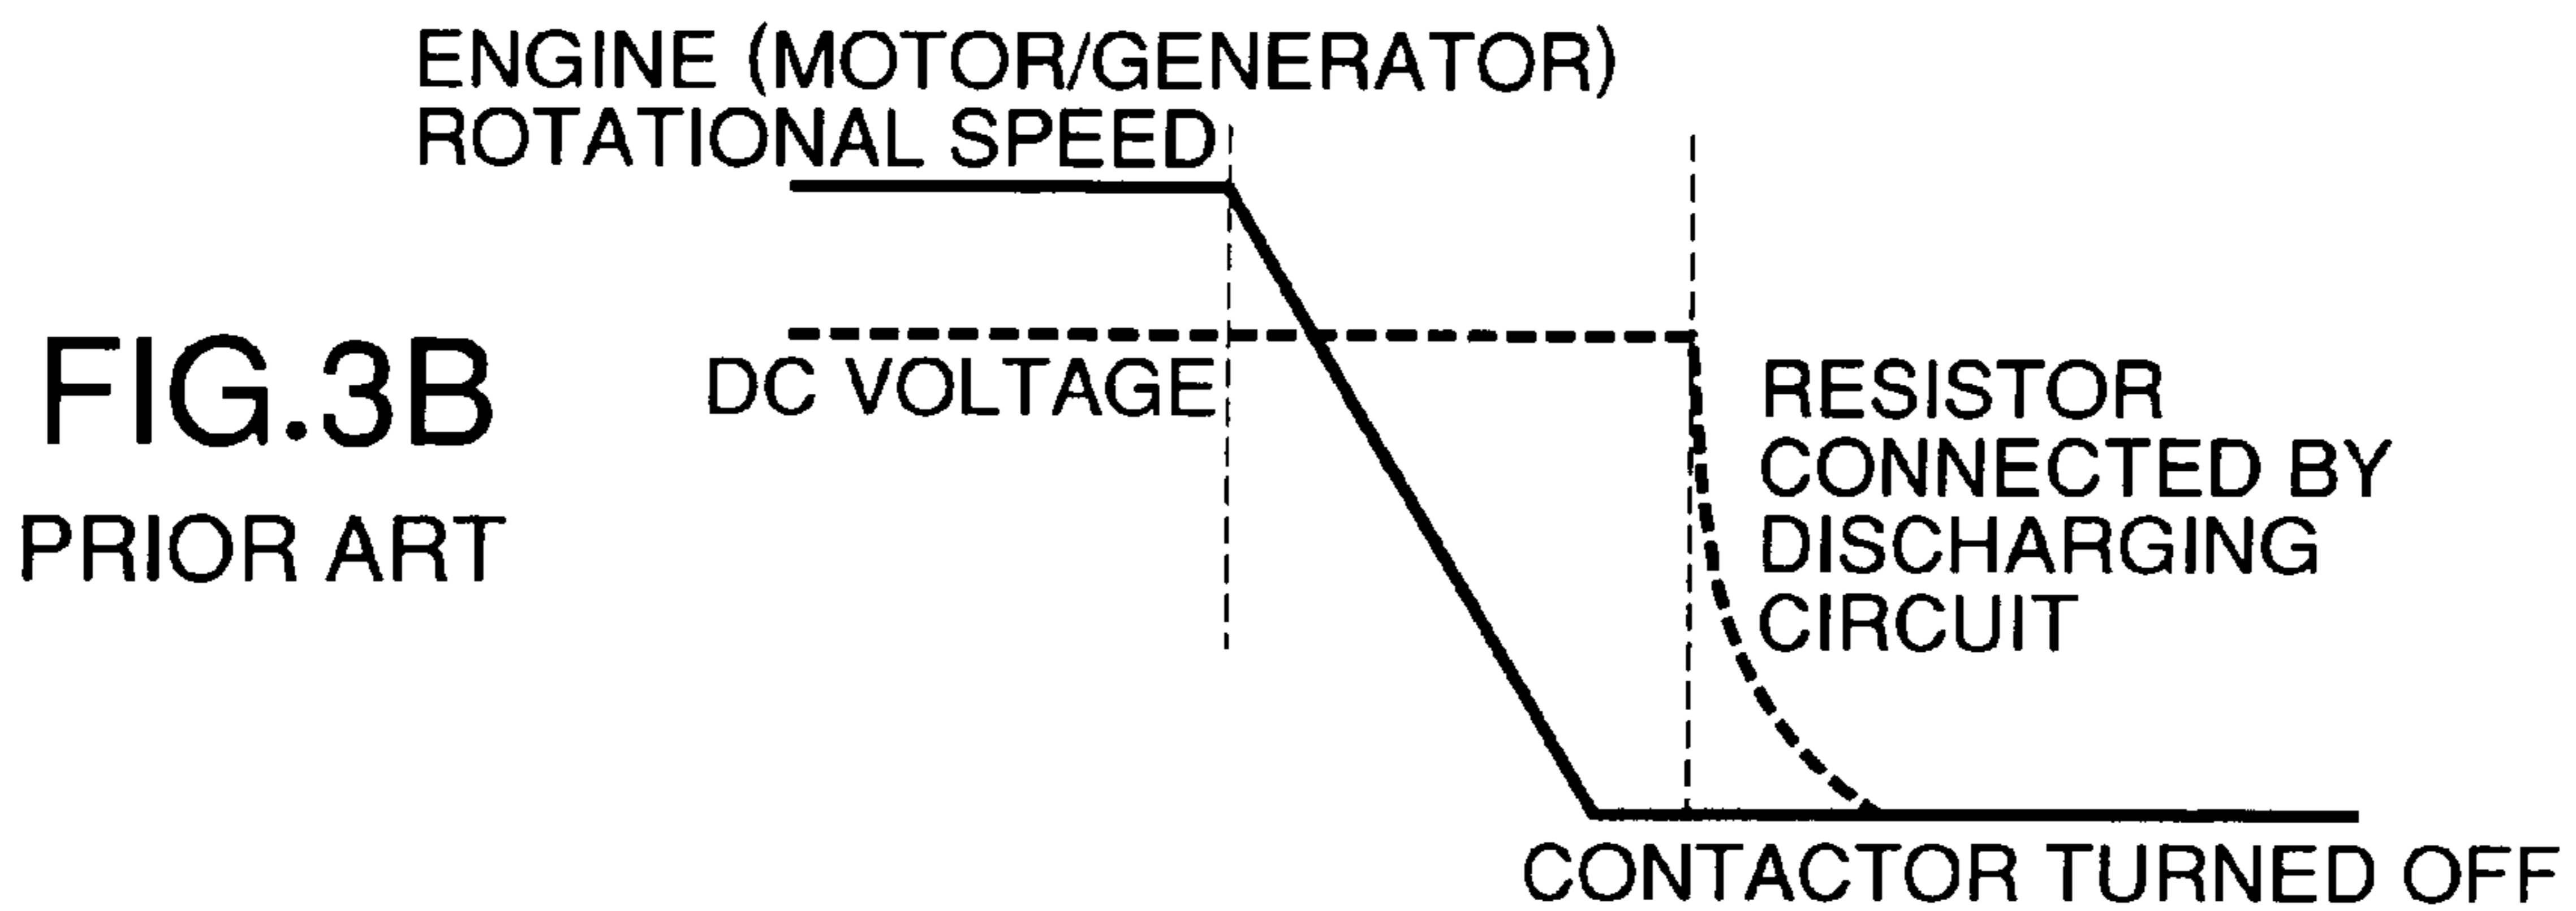 ENGINE (MOTOR/GENERATOR)
ROTATIONAL SPEED
FIG.3B
PRIOR ART
DC VOLTAGE
RESISTOR
CONNECTED BY
DISCHARGING
CIRCUIT
CONTACTOR TURNED OFF